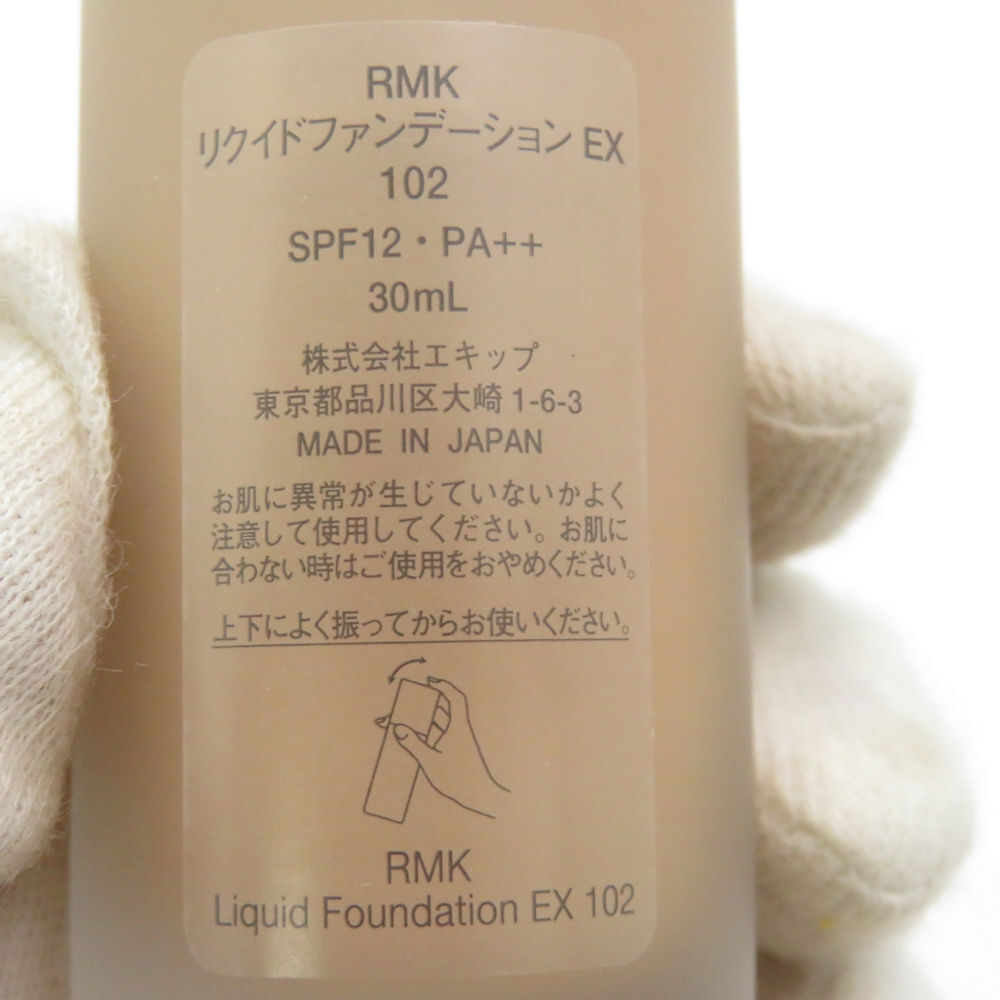 RMK
リクイドファンデーション EX
102
SPF12・PA++
30mL
株式会社エキップ
東京都品川区大崎 1-6-3
MADE IN JAPAN
お肌に異常が生じていないかよく
注意して使用してください。お肌に
合わない時はご使用をおやめください。
上下によく振ってからお使いください。
RMK
Liquid Foundation EX 102